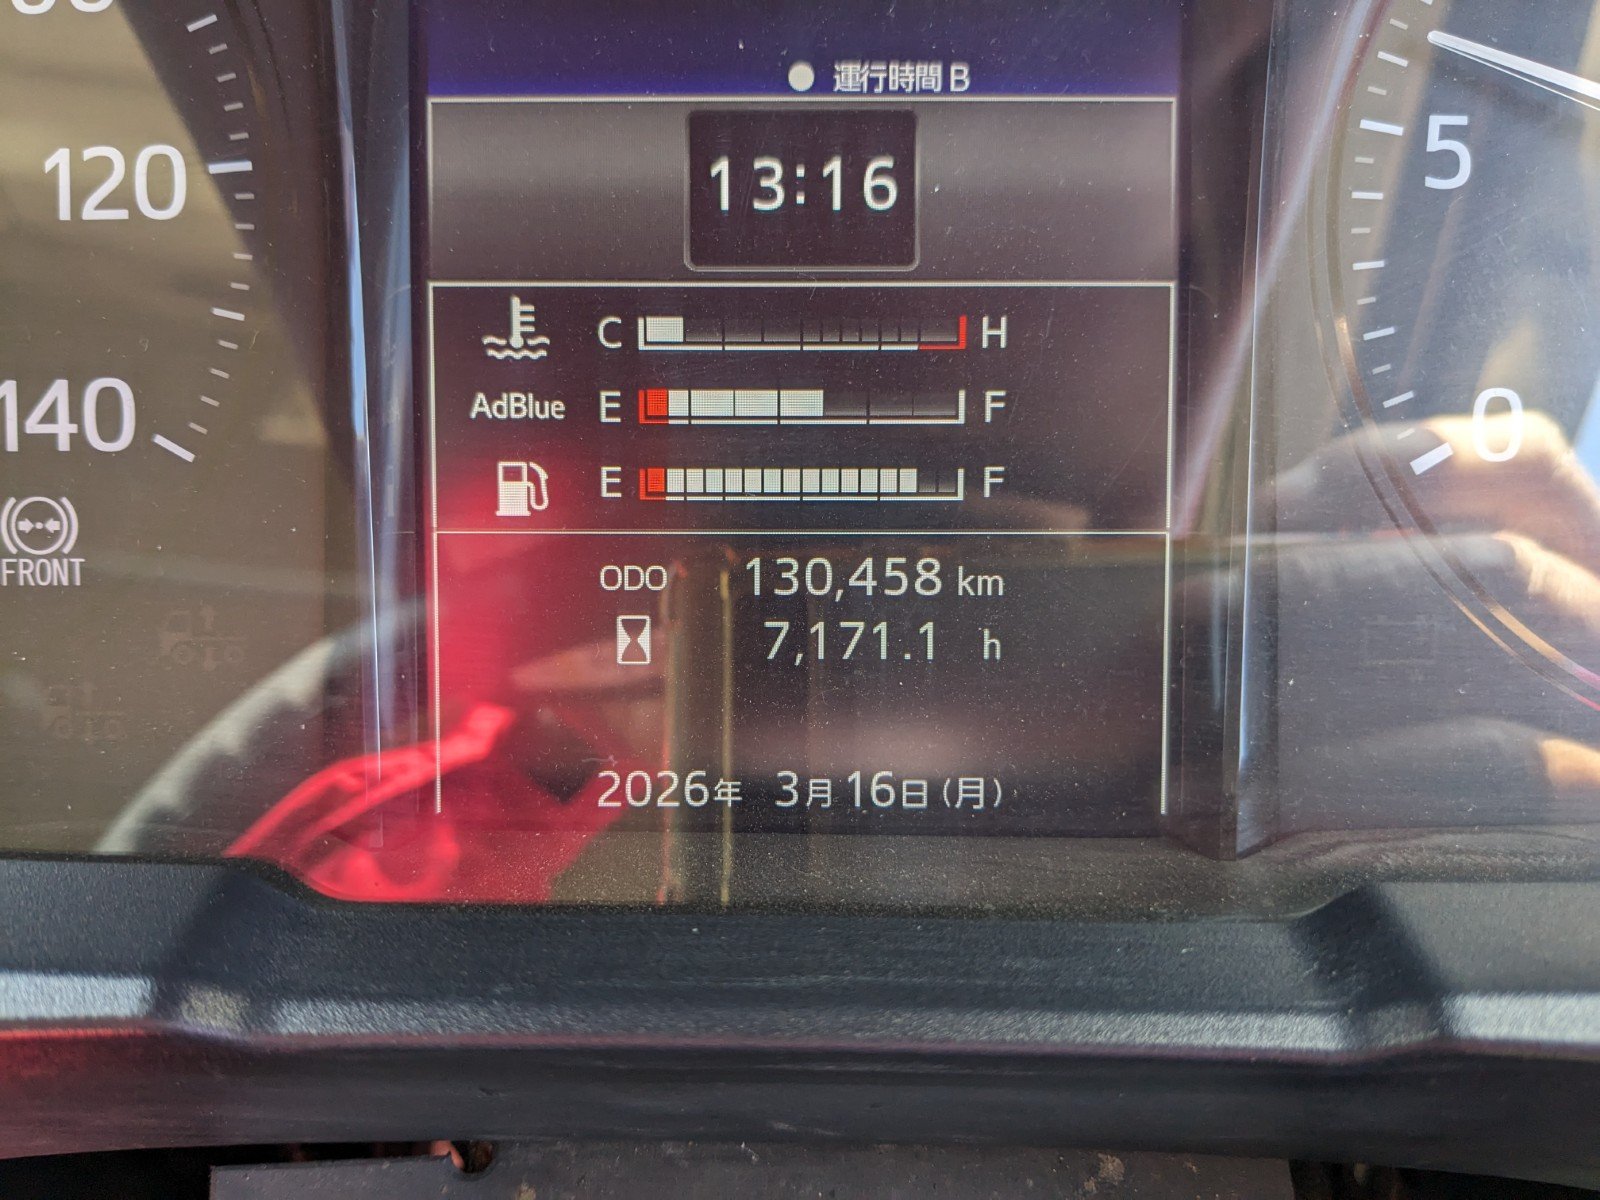 運行時間 B
13:16
120
5
C H
AdBlue E F
140
0
E F
FRONT
ODO 130,458 km
7,171.1 h
2026年 3月16日(月)